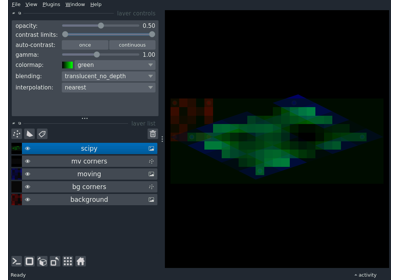 File View Plugins Window Help
layer controls
opacity: 0.50
contrast limits:
auto-contrast: once continuous
gamma: 1.00
colormap: green
blending: translucent_no_depth
interpolation: nearest
layer list
scipy
mv corners
moving
bg corners
background
Ready
activity